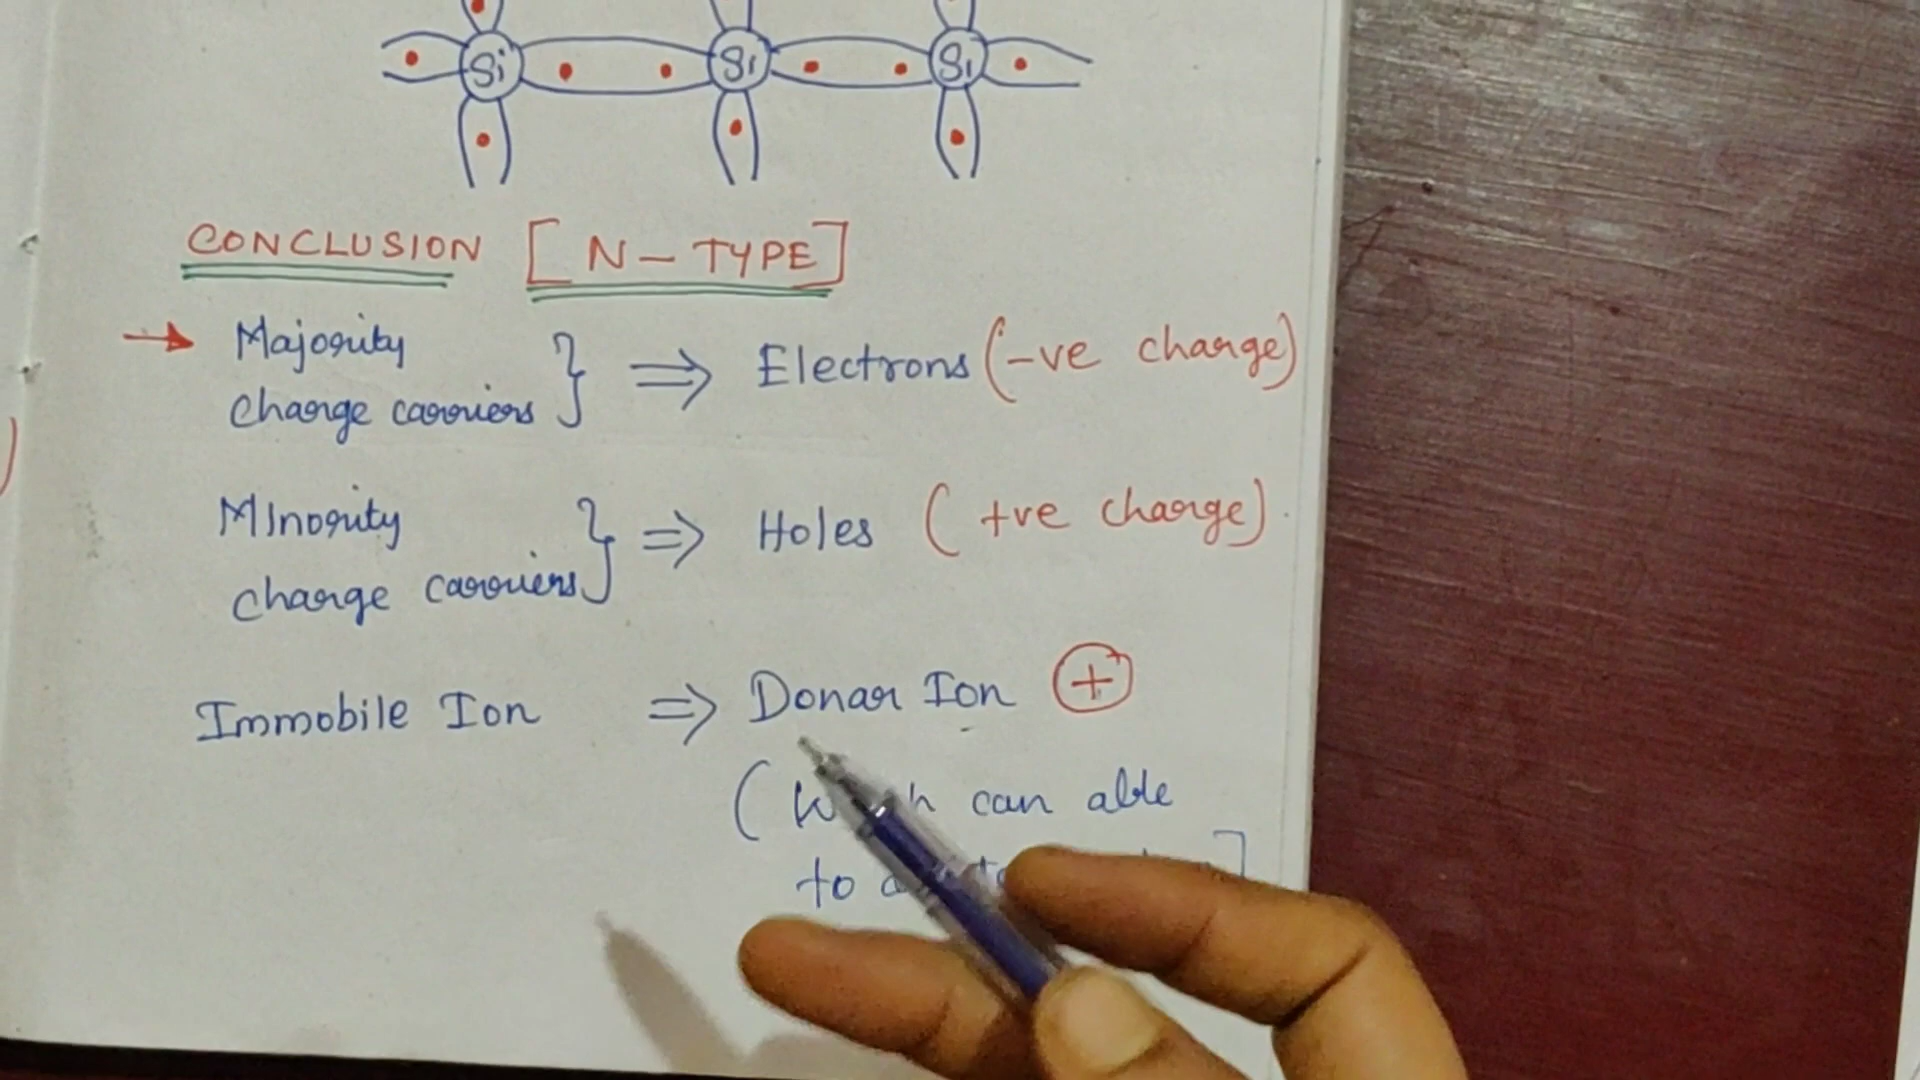 Si Si Si
CONCLUSION [N-TYPE]
→ Majority
charge carriers } ⇒ Electrons (-ve charge)
MInority
charge carriers } ⇒ Holes (+ve charge)
Immobile Ion ⇒ Donar Ion ⊕
( can able
to